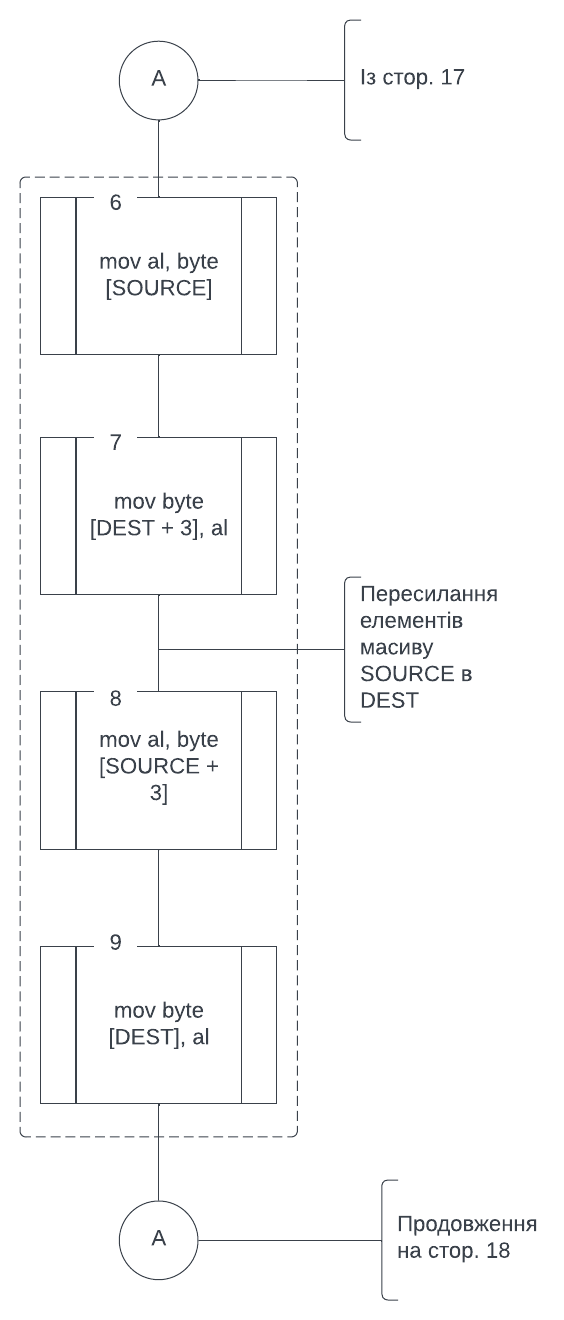 А
Із стор. 17
6
mov al, byte
[SOURCE]
7
mov byte
[DEST + 3], al
Пересилання
елементів
масиву
SOURCE в
DEST
8
mov al, byte
[SOURCE +
3]
9
mov byte
[DEST], al
А
Продовження
на стор. 18